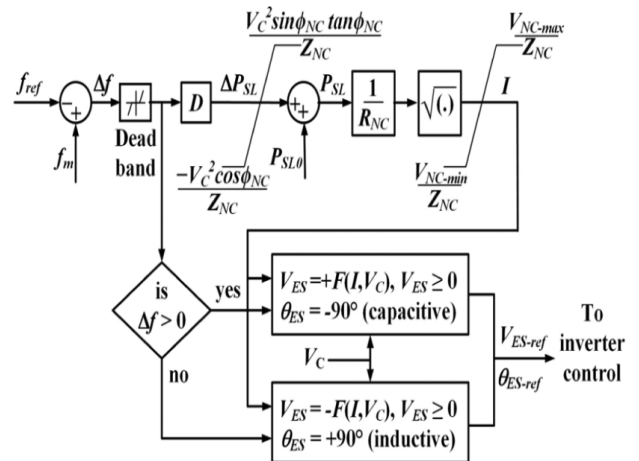 V_C²sinϕ_NC tanϕ_NC
Z_NC
V_NC-max
Z_NC
f_ref
Δf
D
ΔP_SL
P_SL
1
R_NC
√(.)
I
-
+
+
+
Dead
band
f_m
P_SL0
-V_C²cosϕ_NC
Z_NC
V_NC-min
Z_NC
is
Δf > 0
yes
no
V_ES=+F(I,V_C), V_ES ≥ 0
θ_ES = -90° (capacitive)
V_C
V_ES = -F(I,V_C), V_ES ≥ 0
θ_ES = +90° (inductive)
V_ES-ref
θ_ES-ref
To
inverter
control